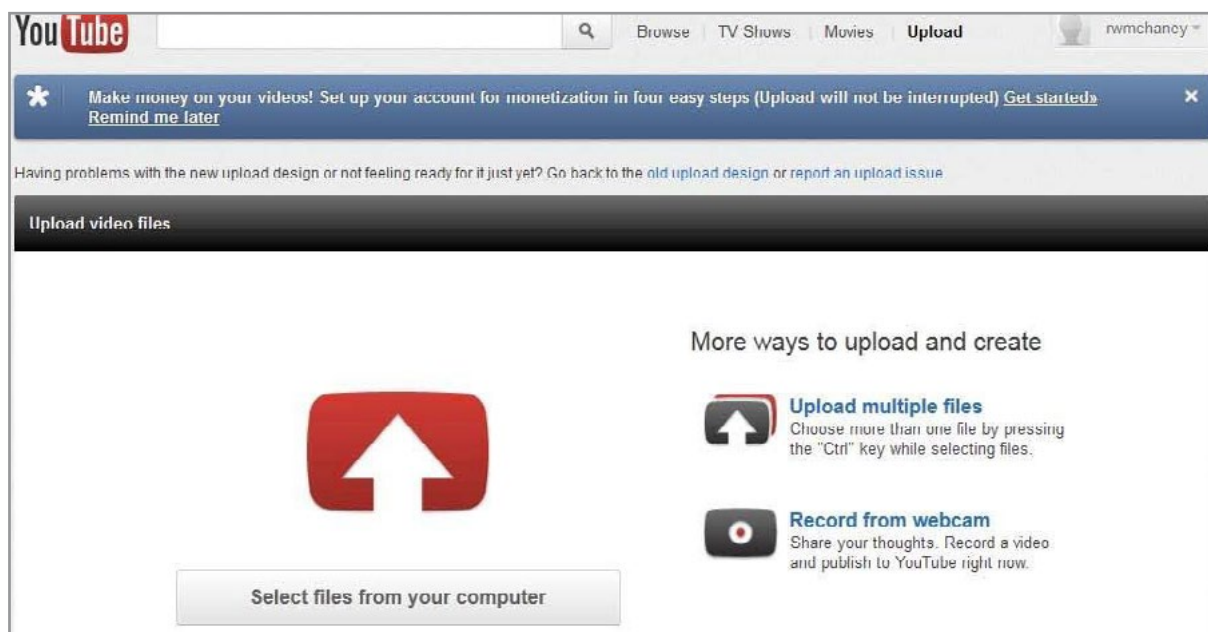 YouTube Browse TV Shows Movies Upload rwmchancy
Make money on your videos! Set up your account for monetization in four easy steps (Upload will not be interrupted) Get started»
Remind me later
Having problems with the new upload design or not feeling ready for it just yet? Go back to the old upload design or report an upload issue
Upload video files
More ways to upload and create
Upload multiple files
Choose more than one file by pressing
the "Ctrl" key while selecting files.
Record from webcam
Share your thoughts. Record a video
and publish to YouTube right now.
Select files from your computer